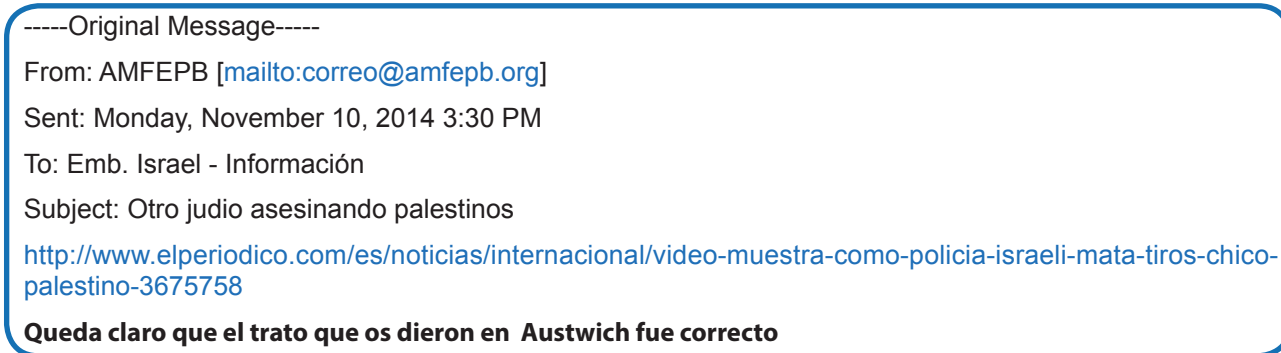 -----Original Message-----
From: AMFEPB [mailto:correo@amfepb.org]
Sent: Monday, November 10, 2014 3:30 PM
To: Emb. Israel - Información
Subject: Otro judio asesinando palestinos
http://www.elperiodico.com/es/noticias/internacional/video-muestra-como-policia-israeli-mata-tiros-chico-
palestino-3675758
Queda claro que el trato que os dieron en Austwich fue correcto